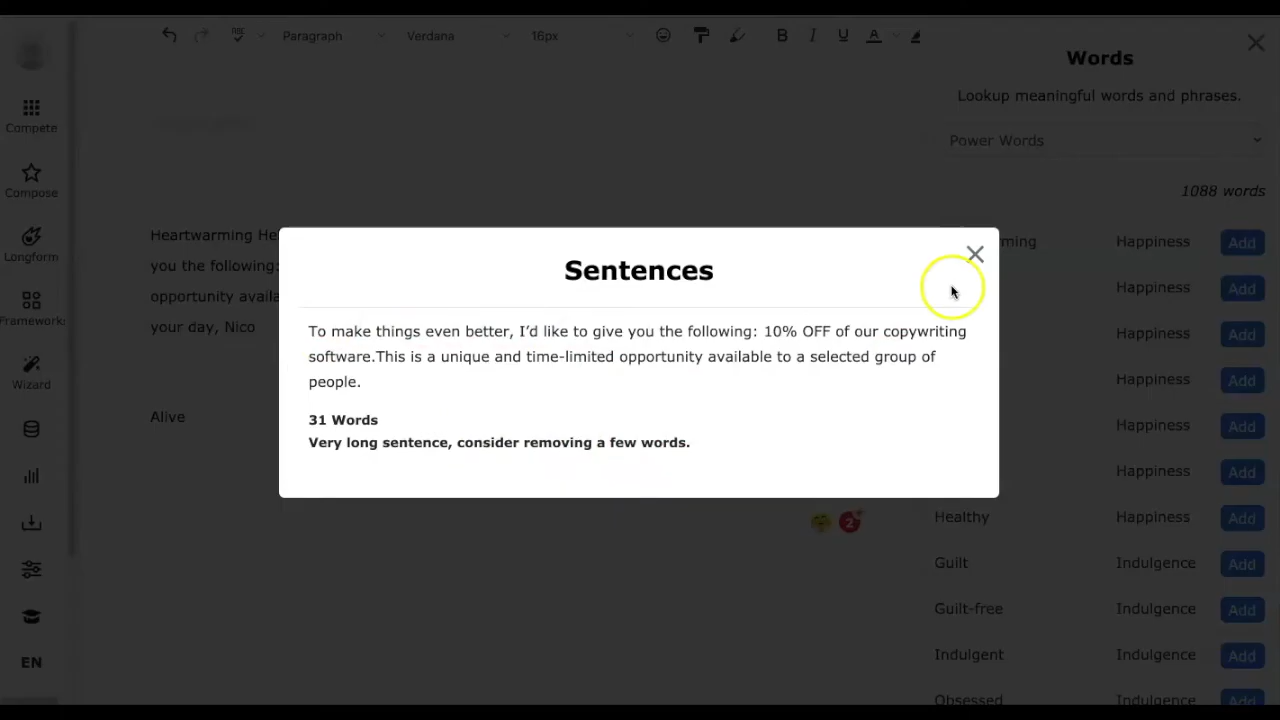 Paragraph
Verdana
16px
B
I
U
A
Words
Lookup meaningful words and phrases.
Power Words
1088 words
Compete
Compose
Longform
Frameworks
Wizard
EN
Heartwarming He
you the following:
opportunity availa
your day, Nico
Alive
Sentences
To make things even better, I’d like to give you the following: 10% OFF of our copywriting
software.This is a unique and time-limited opportunity available to a selected group of
people.
31 Words
Very long sentence, consider removing a few words.
Happiness Add
Happiness Add
Happiness Add
Happiness Add
Happiness Add
Happiness Add
Healthy Happiness Add
Guilt Indulgence Add
Guilt-free Indulgence Add
Indulgent Indulgence Add
Obsessed Indulgence Add
2